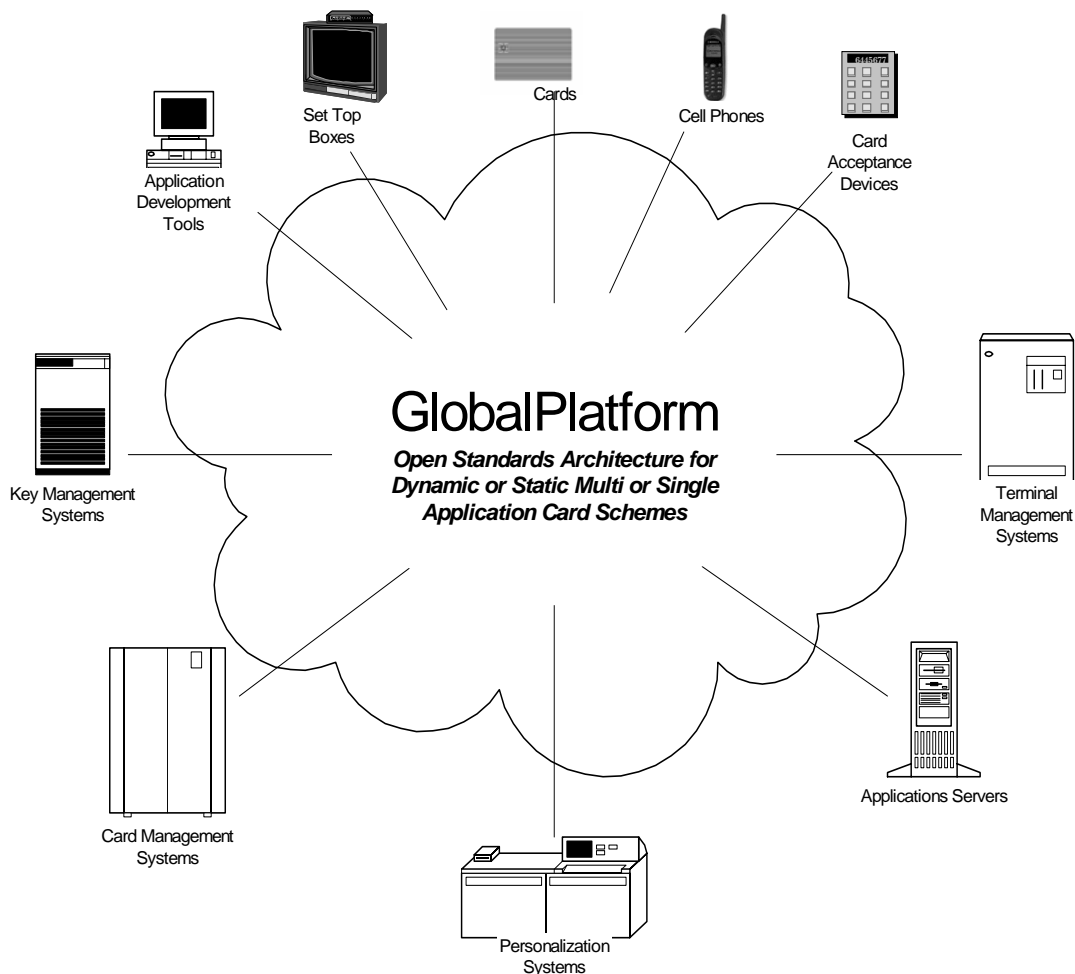 6445677
Cards
Set Top
Boxes
Cell Phones
Card
Acceptance
Devices
Application
Development
Tools
GlobalPlatform
Open Standards Architecture for
Dynamic or Static Multi or Single
Application Card Schemes
Key Management
Systems
Terminal
Management
Systems
Card Management
Systems
Applications Servers
Personalization
Systems